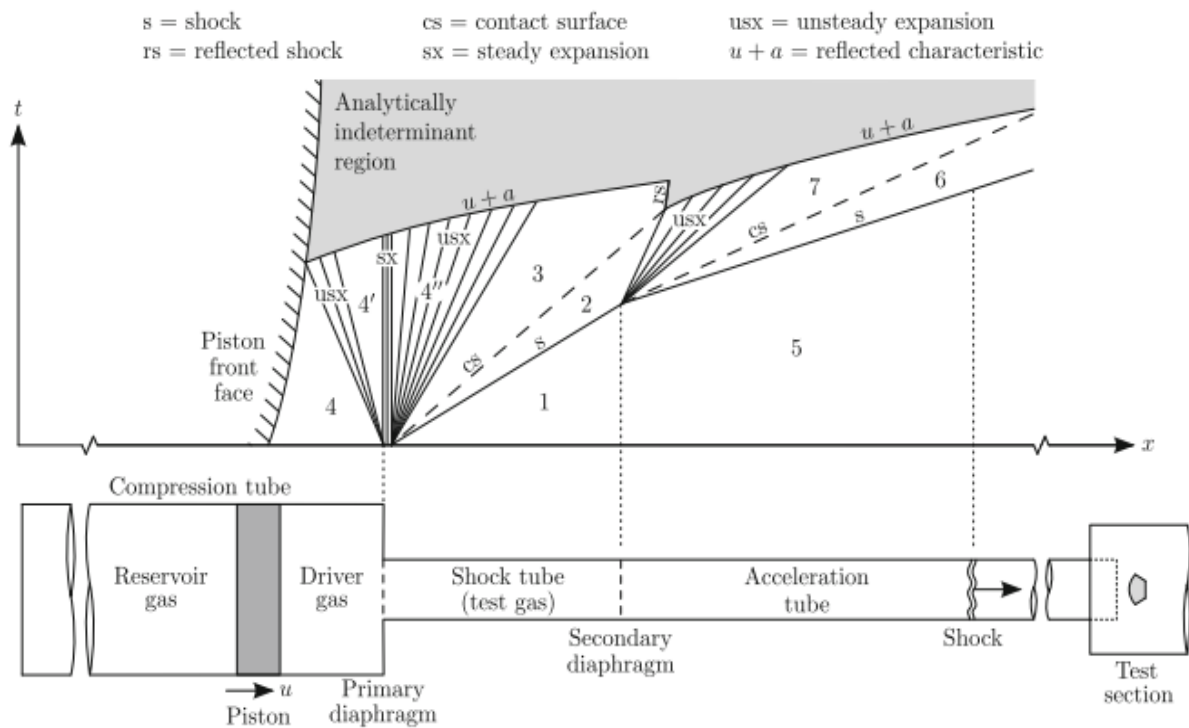 s = shock
cs = contact surface
usx = unsteady expansion
rs = reflected shock
sx = steady expansion
u + a = reflected characteristic
t
Analytically
indeterminant
region
u + a
u + a
rs
7
6
usx
s
cs
sx
usx
3
usx
4′
4″
2
cs
s
5
Piston
front
face
4
1
x
Compression tube
Reservoir
gas
Driver
gas
Shock tube
(test gas)
Acceleration
tube
Secondary
diaphragm
Shock
u
Piston
Primary
diaphragm
Test
section